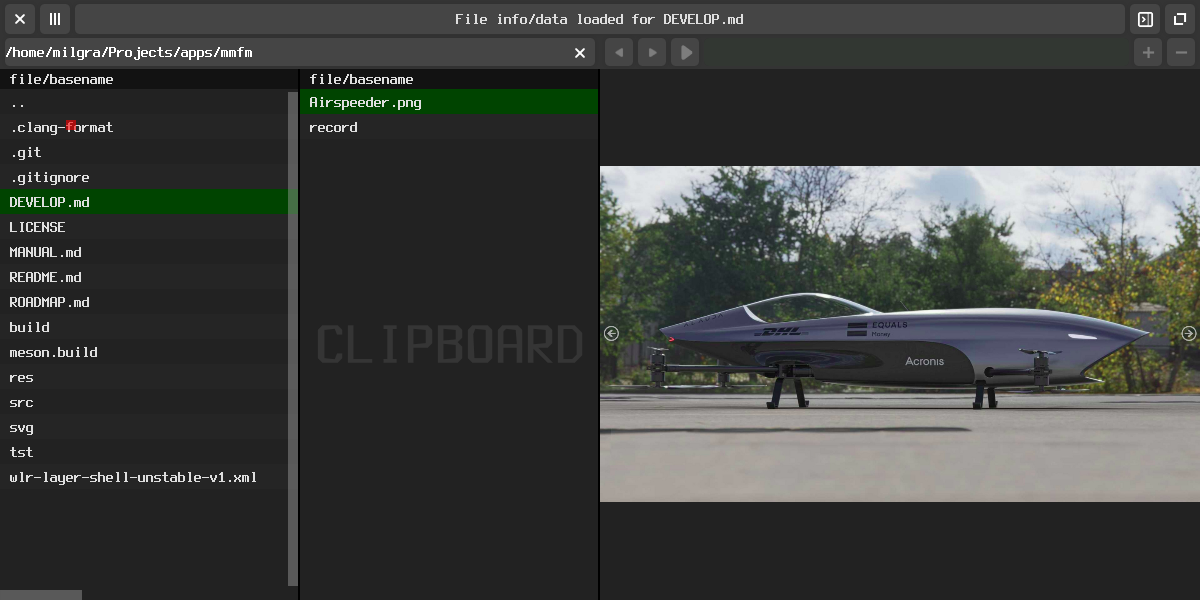 File info/data loaded for DEVELOP.md
/home/milgra/Projects/apps/mmfm
file/basename
..
.clang-format
.git
.gitignore
DEVELOP.md
LICENSE
MANUAL.md
README.md
ROADMAP.md
build
meson.build
res
src
svg
tst
wlr-layer-shell-unstable-v1.xml
file/basename
Airspeeder.png
record
CLIPBOARD
DHL
EQUALS
Money
Acronis